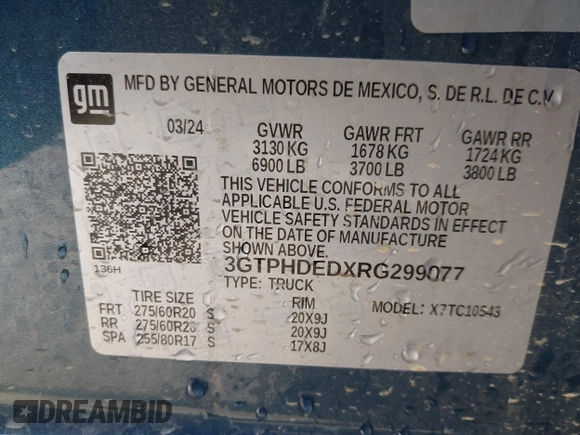 gm
MFD BY GENERAL MOTORS DE MEXICO, S. DE R.L. DE C.V.
03/24 GVWR GAWR FRT GAWR RR
3130 KG 1678 KG 1724 KG
6900 LB 3700 LB 3800 LB
THIS VEHICLE CONFORMS TO ALL
APPLICABLE U.S. FEDERAL MOTOR
VEHICLE SAFETY STANDARDS IN EFFECT
ON THE DATE OF MANUFACTURE
SHOWN ABOVE.
136H
3GTPHDEDXRG299077
TYPE: TRUCK MODEL: X7TC10543
TIRE SIZE RIM
FRT 275/60R20 S 20X9J
RR 275/60R20 S 20X9J
SPA 255/80R17 S 17X8J
DREAMBID